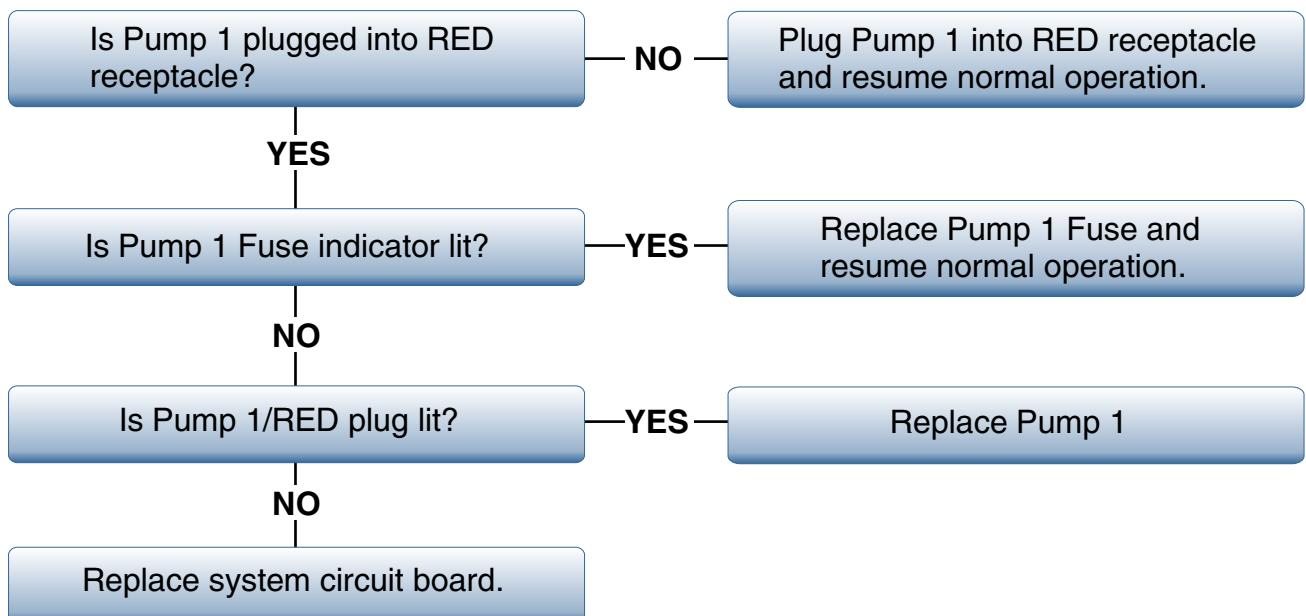 Is Pump 1 plugged into RED
receptacle?
NO
Plug Pump 1 into RED receptacle
and resume normal operation.
YES
Is Pump 1 Fuse indicator lit?
YES
Replace Pump 1 Fuse and
resume normal operation.
NO
Is Pump 1/RED plug lit?
YES
Replace Pump 1
NO
Replace system circuit board.